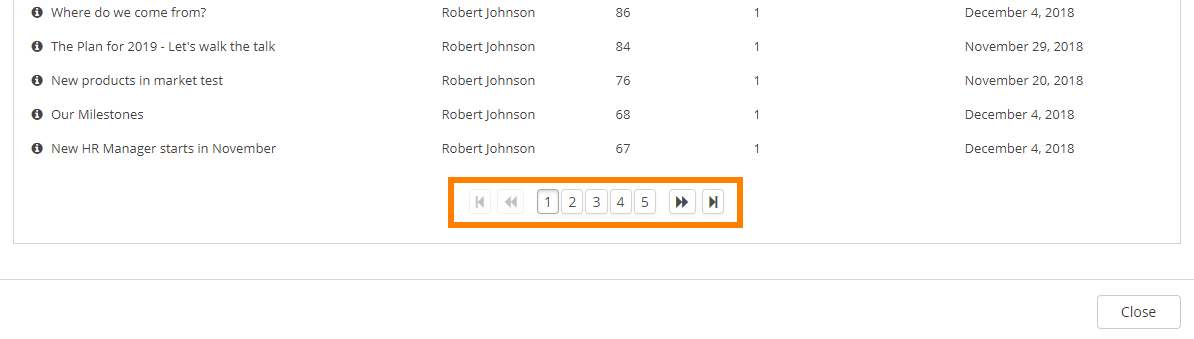 Where do we come from? Robert Johnson 86 1 December 4, 2018
The Plan for 2019 - Let's walk the talk Robert Johnson 84 1 November 29, 2018
New products in market test Robert Johnson 76 1 November 20, 2018
Our Milestones Robert Johnson 68 1 December 4, 2018
New HR Manager starts in November Robert Johnson 67 1 December 4, 2018
1 2 3 4 5
Close